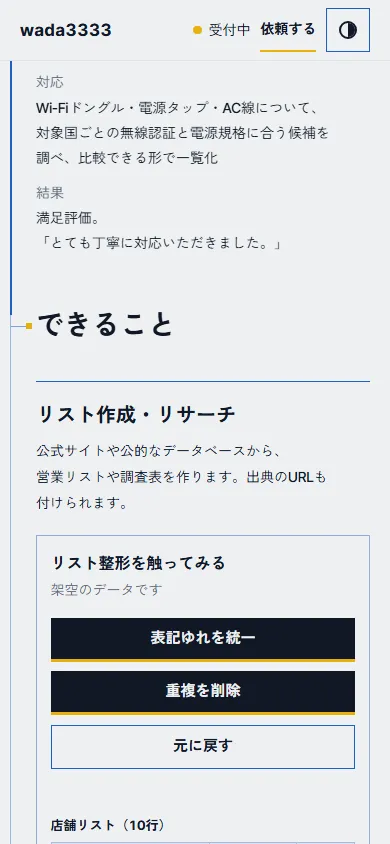 wada3333
受付中
依頼する
対応
Wi-Fiドングル・電源タップ・AC線について、
対象国ごとの無線認証と電源規格に合う候補を
調べ、比較できる形で一覧化
結果
満足評価。
「とても丁寧に対応いただきました。」
できること
リスト作成・リサーチ
公式サイトや公的なデータベースから、
営業リストや調査表を作ります。出典のURLも
付けられます。
リスト整形を触ってみる
架空のデータです
表記ゆれを統一
重複を削除
元に戻す
店舗リスト（10行）